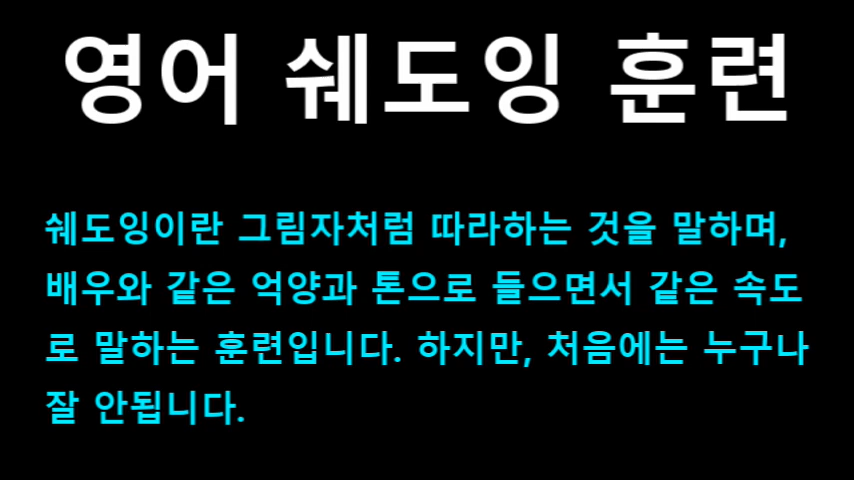 영어 쉐도잉 훈련
쉐도잉이란 그림자처럼 따라하는 것을 말하며,
배우와 같은 억양과 톤으로 들으면서 같은 속도
로 말하는 훈련입니다. 하지만, 처음에는 누구나
잘 안됩니다.